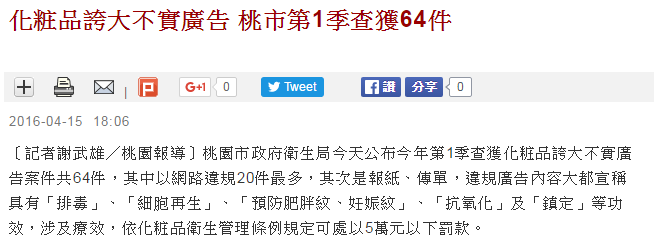 化粧品誇大不實廣告 桃市第1季查獲64件
G+1 0 Tweet 讚 分享 0
2016-04-15 18:06
〔記者謝武雄／桃園報導〕桃園市政府衛生局今天公布今年第1季查獲化粧品誇大不實廣
告案件共64件，其中以網路違規20件最多，其次是報紙、傳單，違規廣告內容大都宣稱
具有「排毒」、「細胞再生」、「預防肥胖紋、妊娠紋」、「抗氧化」及「鎮定」等功
效，涉及療效，依化粧品衛生管理條例規定可處以5萬元以下罰款。